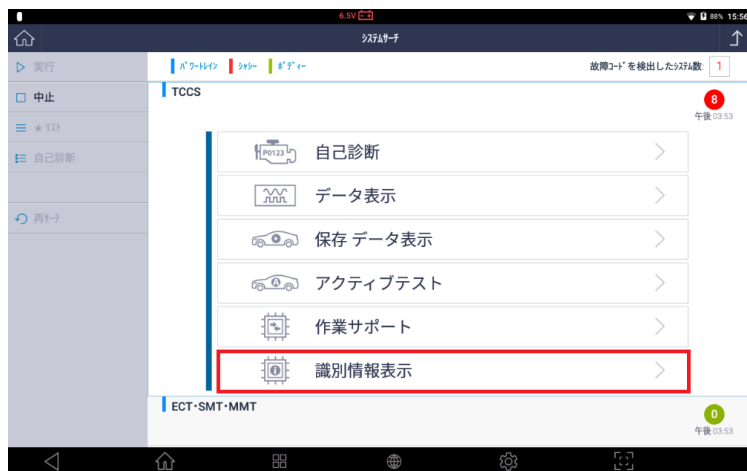 6.5V
88% 15:56
ｼｽﾃﾑｻｰﾁ
実行
ﾊﾟﾜｰﾄﾚｲﾝ ｼｬｼｰ ﾎﾞﾃﾞｨｰ
故障ｺｰﾄﾞを検出したｼｽﾃﾑ数: 1
中止
TCCS
8
午後 03:53
★ ﾘｽﾄ
自己診断
P0123
自己診断
データ表示
再ｻｰﾁ
保存 データ表示
アクティブテスト
作業サポート
識別情報表示
ECT･SMT･MMT
0
午後 03:53